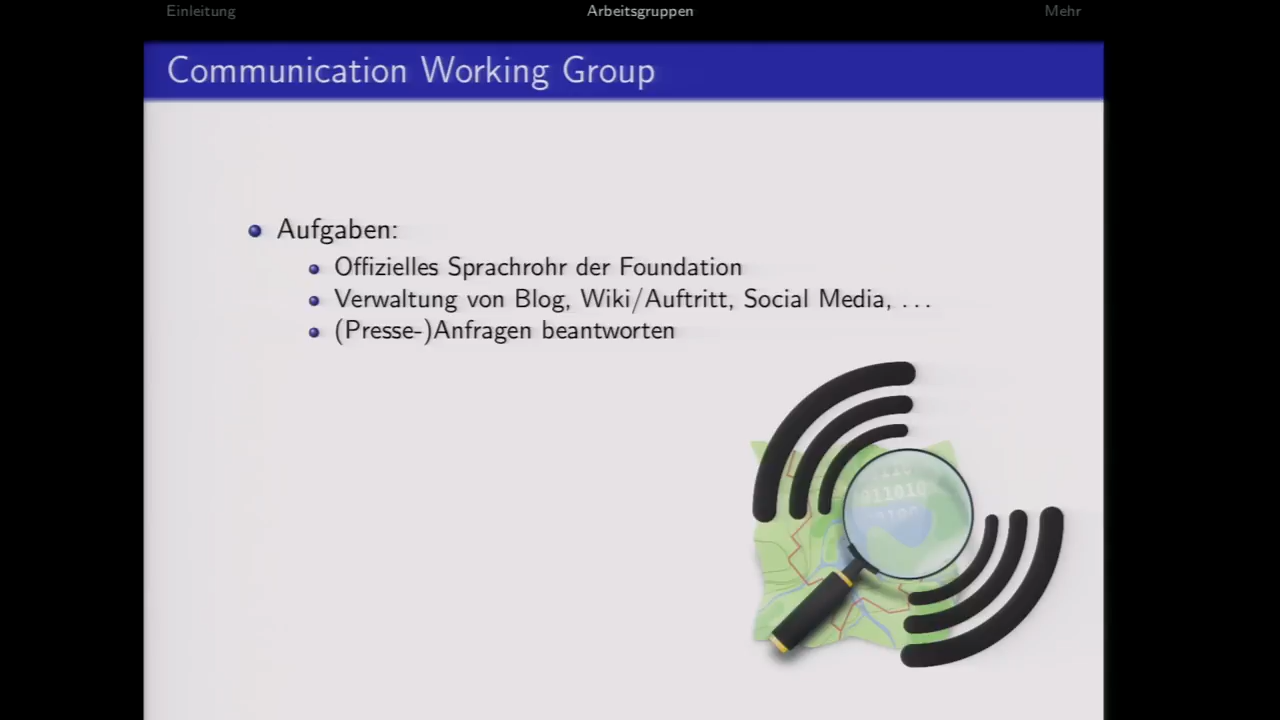 Einleitung
Arbeitsgruppen
Mehr
Communication Working Group
Aufgaben:
Offizielles Sprachrohr der Foundation
Verwaltung von Blog, Wiki/Auftritt, Social Media, ...
(Presse-)Anfragen beantworten
011010